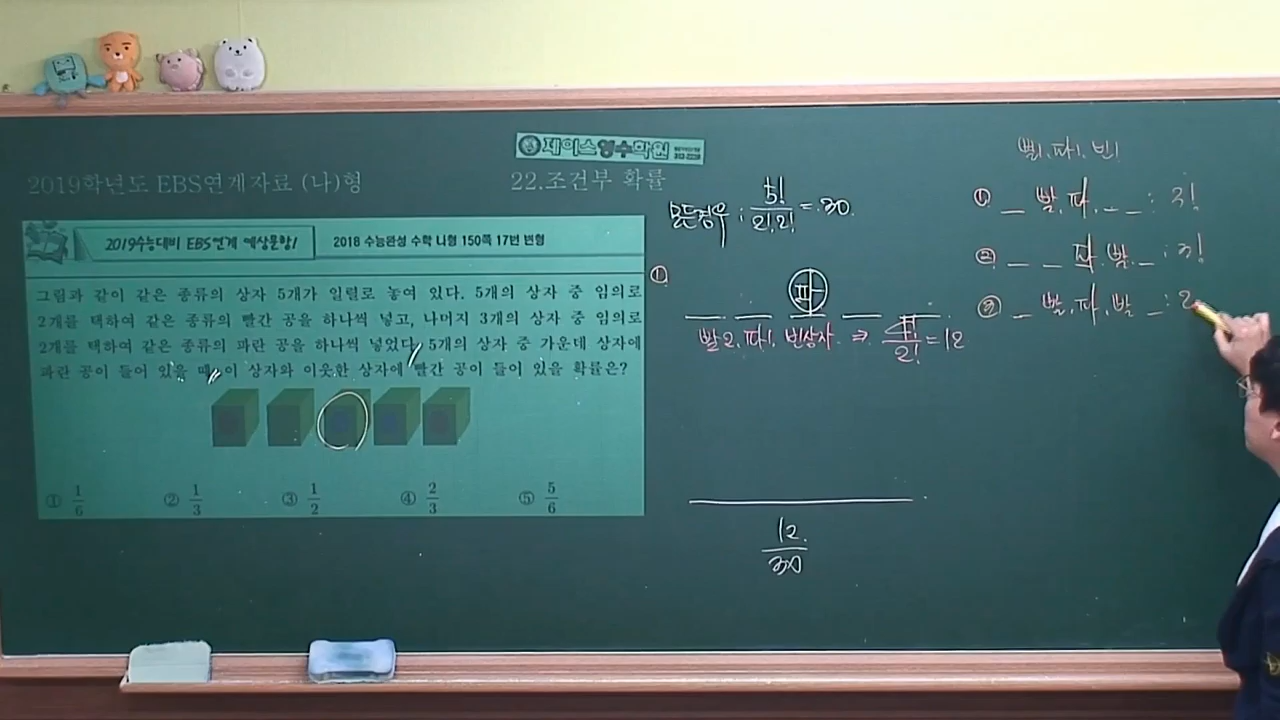 제이스영수학원
2019학년도 EBS연계자료 (나)형
22.조건부 확률
2019수능대비 EBS연계 예상문항!
2018 수능완성 수학 나형 150쪽 17번 변형
그림과 같이 같은 종류의 상자 5개가 일렬로 놓여 있다. 5개의 상자 중 임의로
2개를 택하여 같은 종류의 빨간 공을 하나씩 넣고, 나머지 3개의 상자 중 임의로
2개를 택하여 같은 종류의 파란 공을 하나씩 넣었다. 5개의 상자 중 가운데 상자에
파란 공이 들어 있을 때, 이 상자와 이웃한 상자에 빨간 공이 들어 있을 확률은?
① 1/6 ② 1/3 ③ 1/2 ④ 2/3 ⑤ 5/6
모든경우 : 5!/2!2! = 30.
①
파
빨2, 파1, 빈상자 ⇒ 4!/2! = 12
12/30
빨1, 파1, 빈1
① _ 빨, 파, _ _ : 3!
② _ _ 파, 빨, _ : 3!
③ _ 빨, 파, 빨 _ : 2